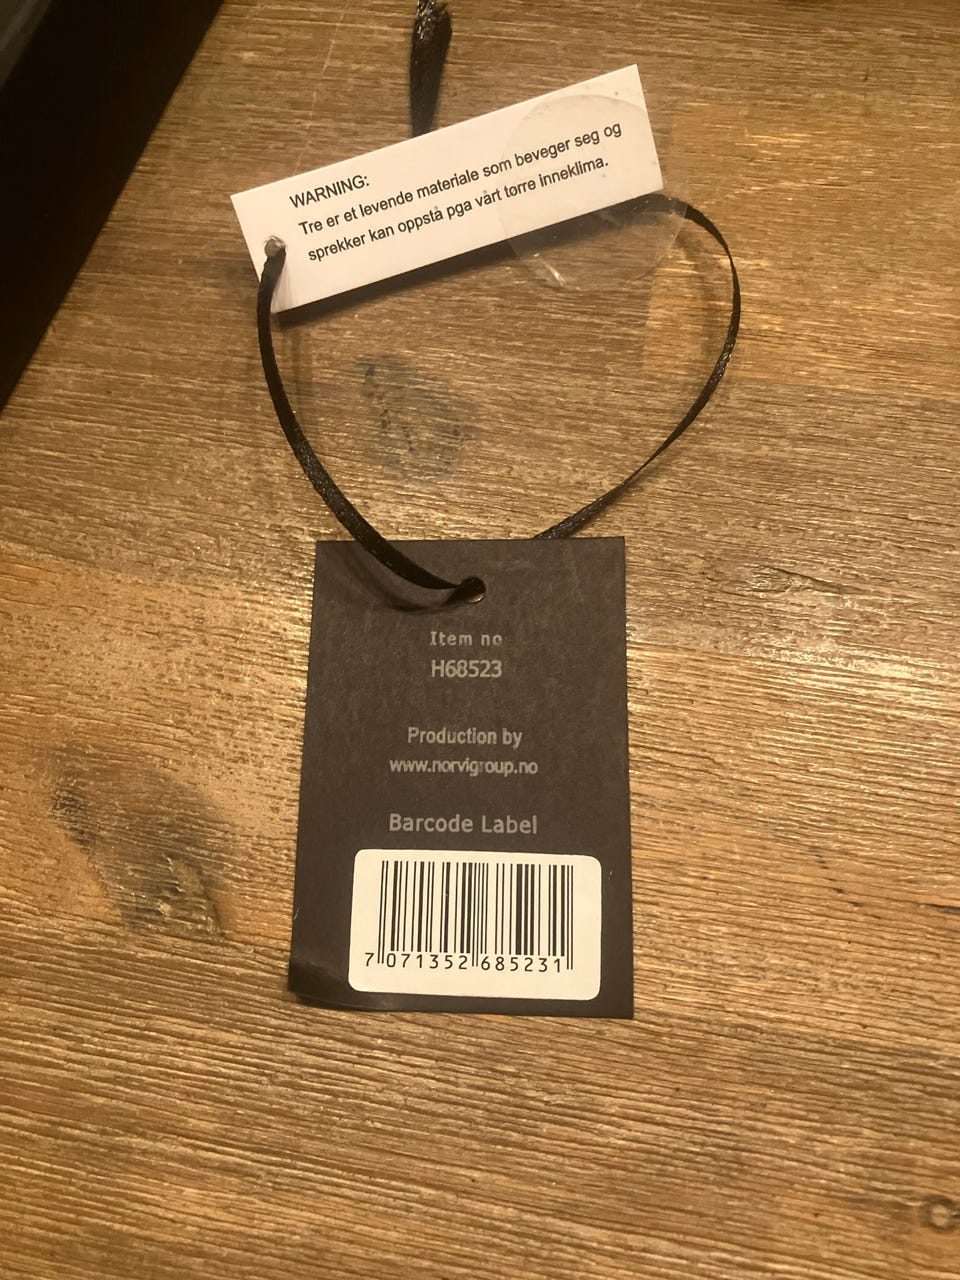 WARNING:
Tre er et levende materiale som beveger seg og
sprekker kan oppstå pga vårt tørre inneklima.
Item no
H68523
Production by
www.norvigroup.no
Barcode Label
7 071352 685231